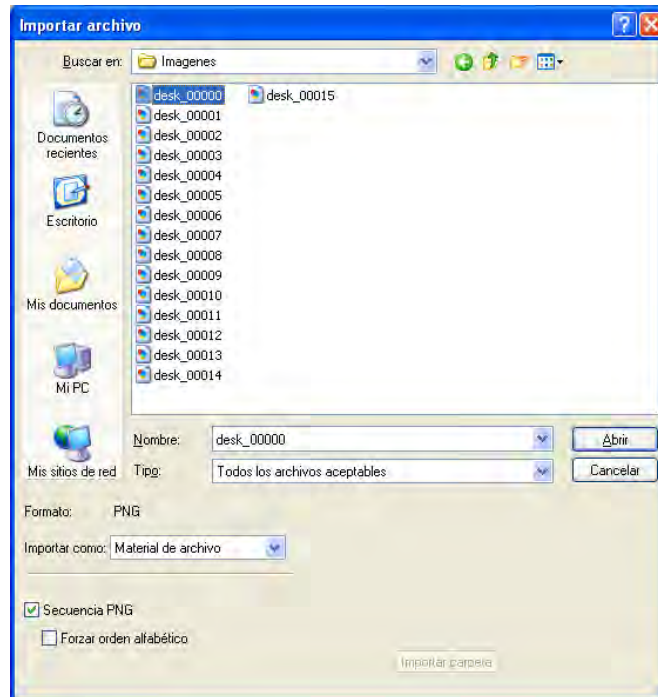 Importar archivo
Buscar en: Imagenes
desk_00000 desk_00015
desk_00001
desk_00002
desk_00003
desk_00004
desk_00005
desk_00006
desk_00007
desk_00008
desk_00009
desk_00010
desk_00011
desk_00012
desk_00013
desk_00014
Documentos
recientes
Escritorio
Mis documentos
Mi PC
Mis sitios de red
Nombre: desk_00000 Abrir
Tipo: Todos los archivos aceptables Cancelar
Formato: PNG
Importar como: Material de archivo
Secuencia PNG
Forzar orden alfabético
Importar carpeta